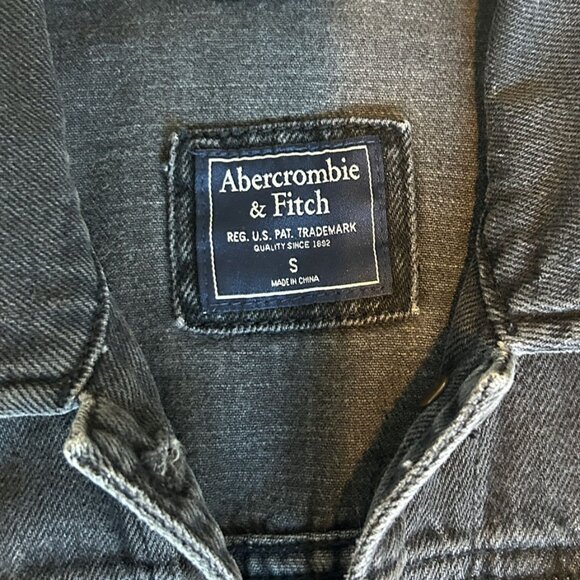 Abercrombie
& Fitch
REG. U.S. PAT. TRADEMARK
QUALITY SINCE 1892
S
MADE IN CHINA